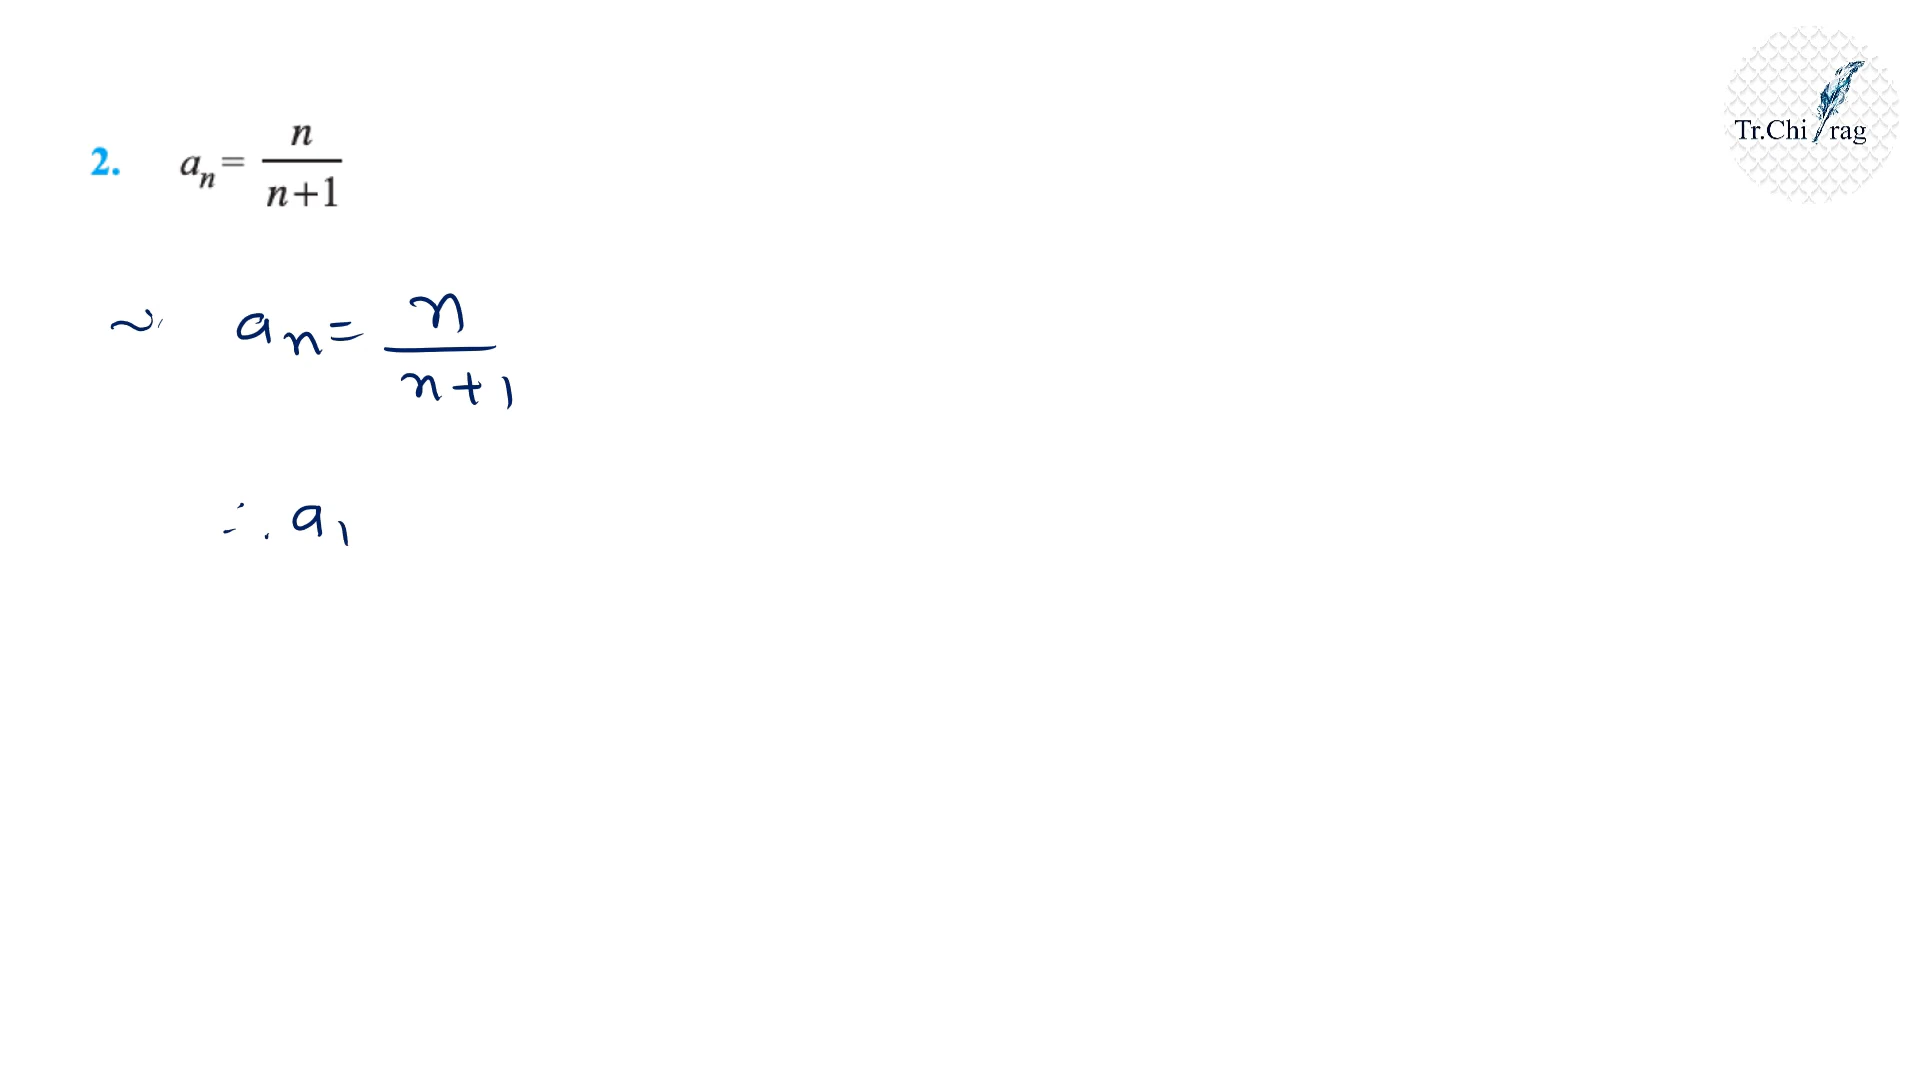 2. aₙ = n/(n+1)
Tr.Chirag
~ aₙ = n/(n+1)
∴ a₁